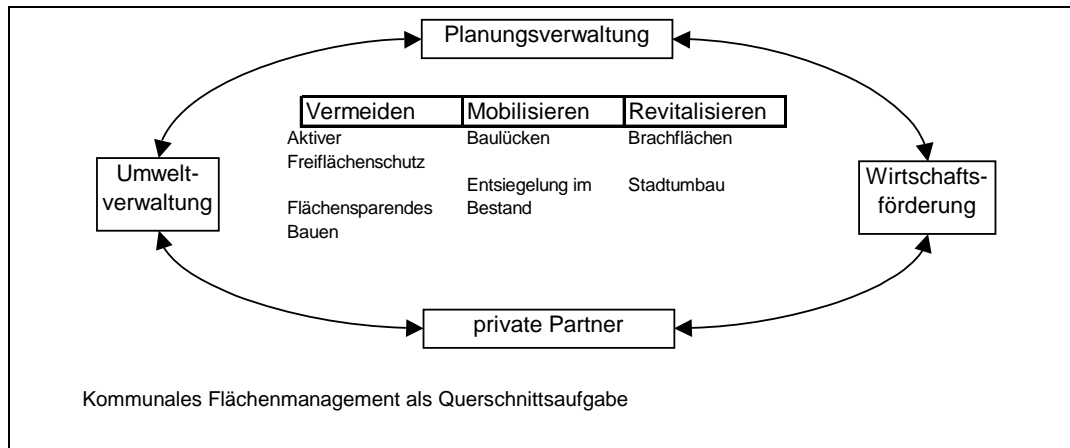 Planungsverwaltung
Vermeiden Mobilisieren Revitalisieren
Aktiver Baulücken Brachflächen
Freiflächenschutz
Umwelt-
verwaltung
Entsiegelung im Stadtumbau
Bestand
Flächensparendes
Bauen
Wirtschafts-
förderung
private Partner
Kommunales Flächenmanagement als Querschnittsaufgabe